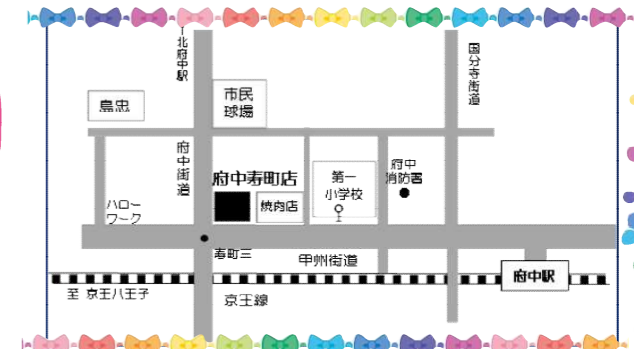 北府中駅
国分寺街道
島忠
市民
球場
府中街道
府中寿町店
第一
小学校
府中
消防署
ハロー
ワーク
焼肉店
寿町三
甲州街道
府中駅
至 京王八王子
京王線